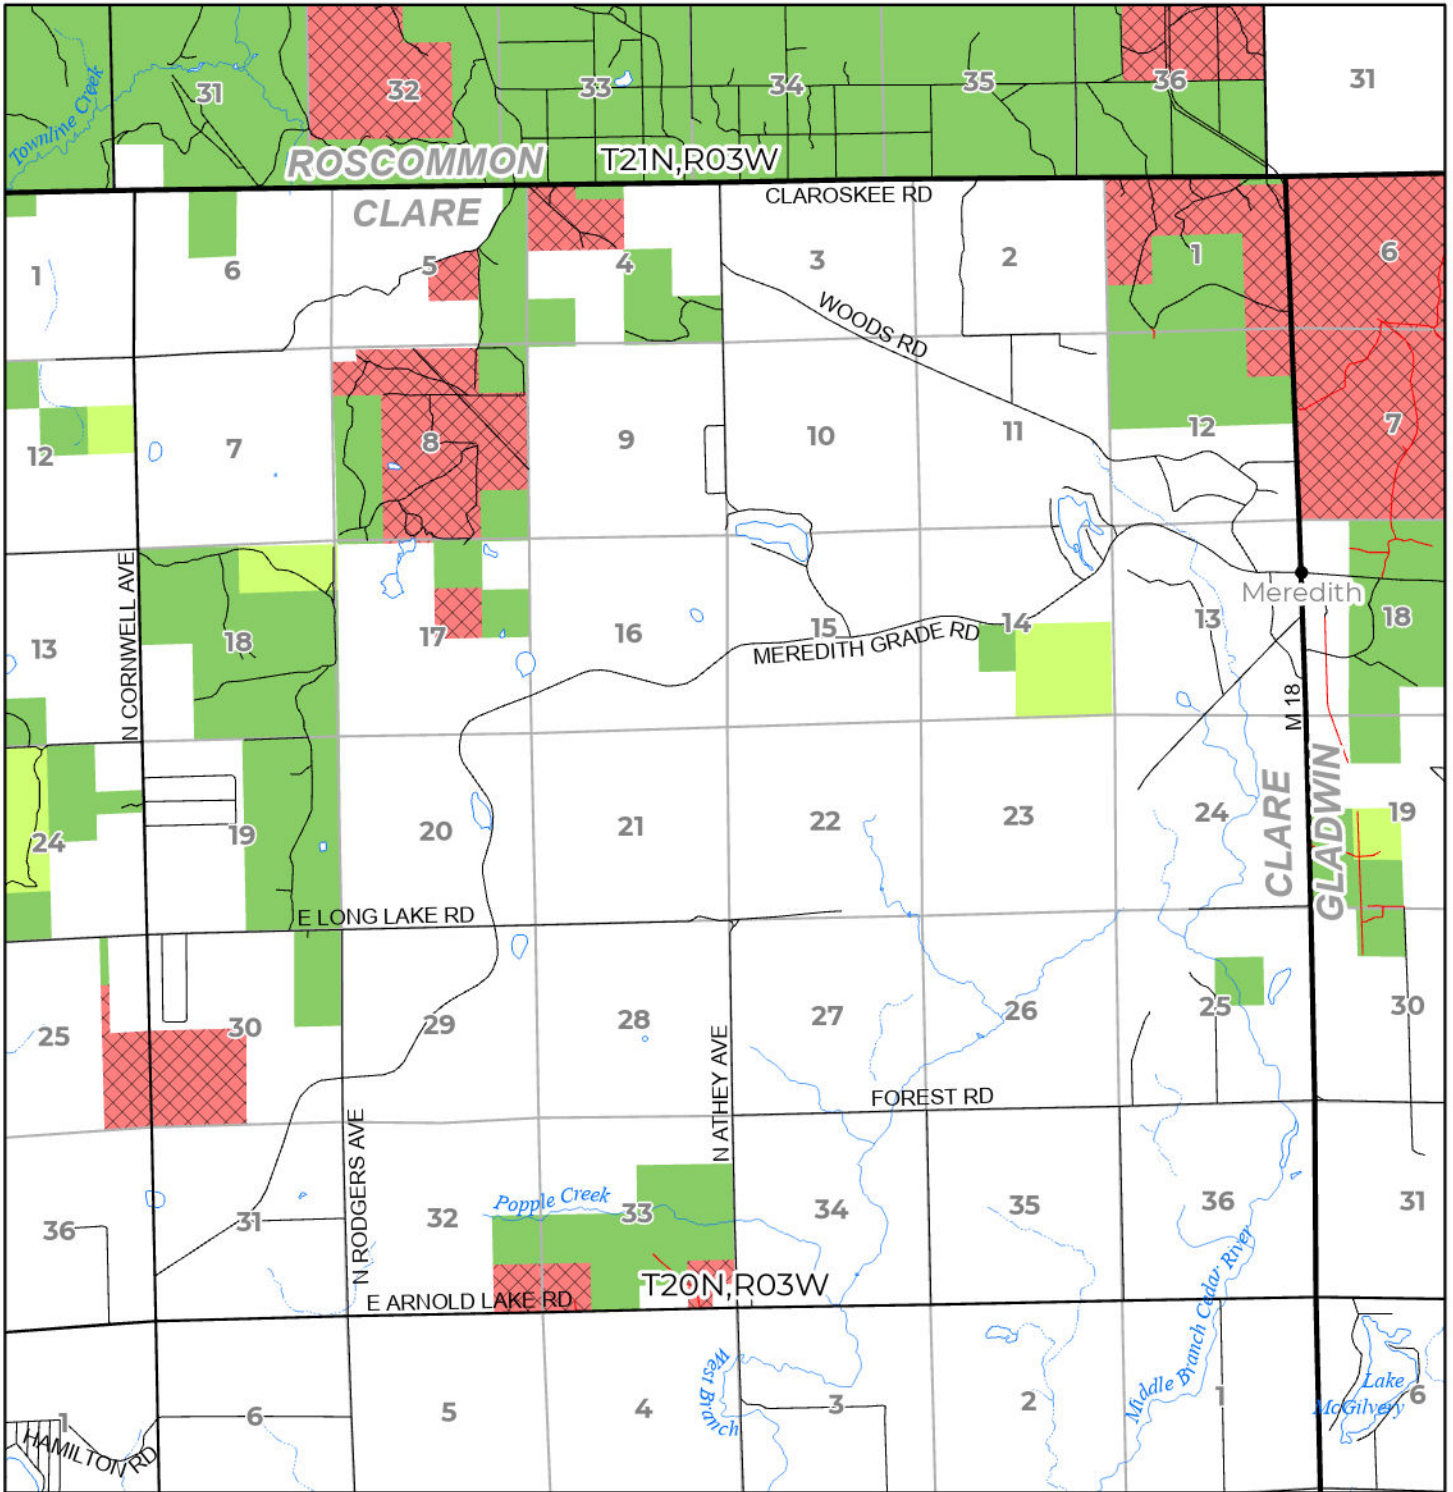 31
32
33
34
35
36
31
Townline Creek
ROSCOMMON
T21N,R03W
CLARE
CLAROSKEE RD
1
6
5
4
3
2
1
6
WOODS RD
12
7
8
9
10
11
12
7
N CORNWELL AVE
Meredith
13
18
17
16
15
14
13
18
MEREDITH GRADE RD
M 18
24
19
20
21
22
23
24
CLARE
GLADWIN
19
E LONG LAKE RD
25
30
29
28
27
26
25
30
N ATHEY AVE
FOREST RD
N RODGERS AVE
36
31
32
Popple Creek
33
34
35
36
31
T20N,R03W
E ARNOLD LAKE RD
Middle Branch Cedar River
West Branch
1
6
5
4
3
2
1
Lake
McGilvery
6
HAMILTON RD